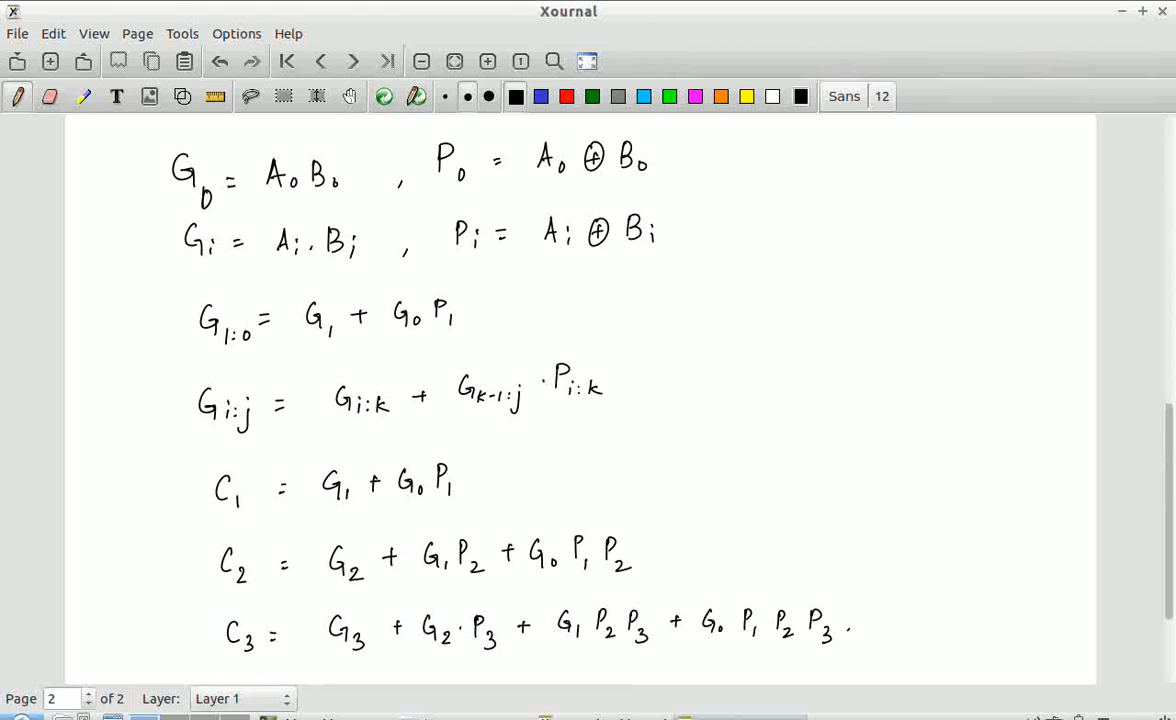 Xournal
File Edit View Page Tools Options Help
Sans 12
G₀ = A₀ B₀ , P₀ = A₀ ⊕ B₀
Gᵢ = Aᵢ . Bᵢ , Pᵢ = Aᵢ ⊕ Bᵢ
G₁:₀ = G₁ + G₀ P₁
Gᵢ:ⱼ = Gᵢ:ₖ + Gₖ₋₁:ⱼ . Pᵢ:ₖ
C₁ = G₁ + G₀ P₁
C₂ = G₂ + G₁ P₂ + G₀ P₁ P₂
C₃ = G₃ + G₂ . P₃ + G₁ P₂ P₃ + G₀ P₁ P₂ P₃ .
Page 2 of 2 Layer: Layer 1